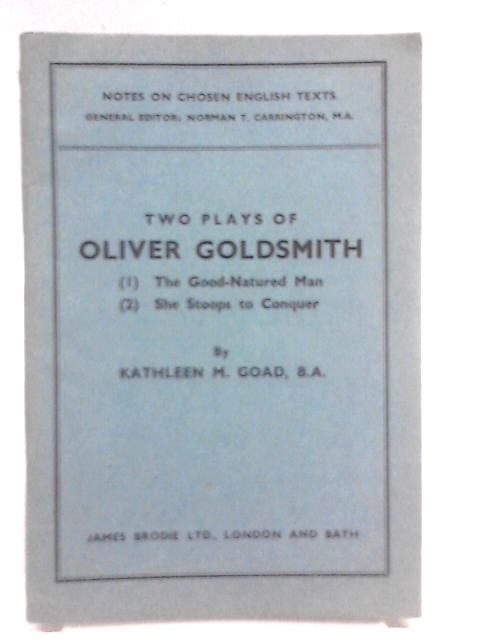 NOTES ON CHOSEN ENGLISH TEXTS
GENERAL EDITOR: NORMAN T. CARRINGTON, M.A.
TWO PLAYS OF
OLIVER GOLDSMITH
(1) The Good-Natured Man
(2) She Stoops to Conquer
By
KATHLEEN M. GOAD, B.A.
JAMES BRODIE LTD., LONDON AND BATH